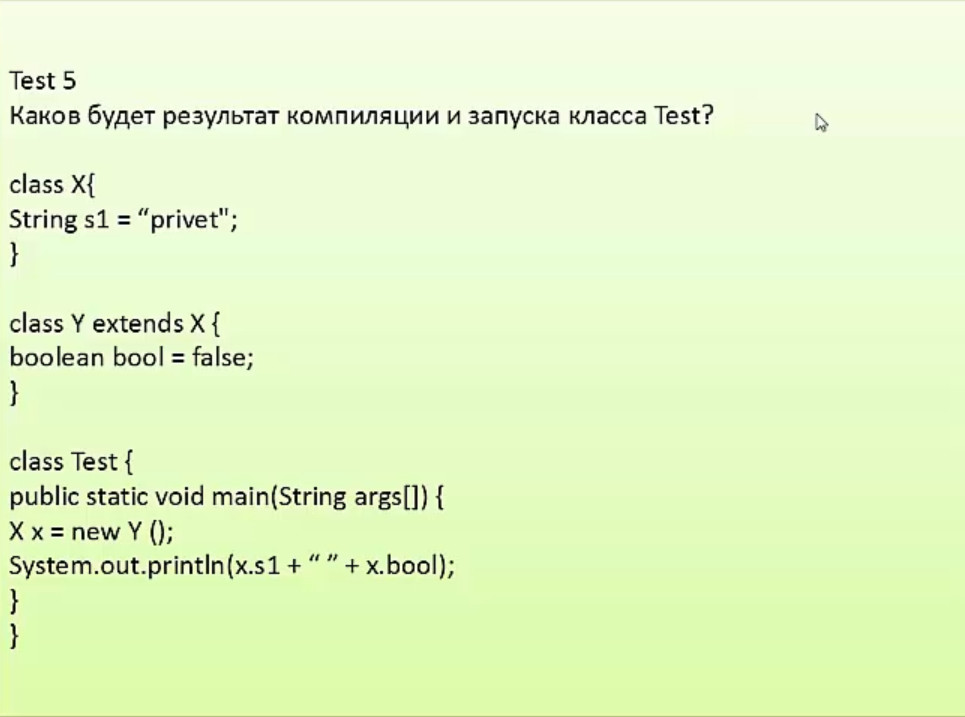 Test 5
Каков будет результат компиляции и запуска класса Test?
class X{
String s1 = “privet";
}
class Y extends X {
boolean bool = false;
}
class Test {
public static void main(String args[]) {
X x = new Y ();
System.out.println(x.s1 + “ ” + x.bool);
}
}